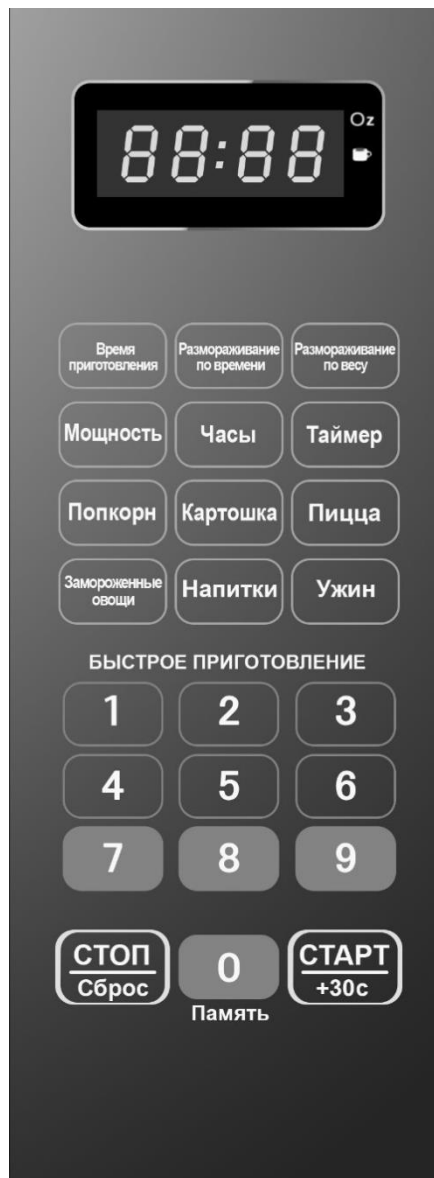 88:88
Oz
Время
приготовления
Размораживание
по времени
Размораживание
по весу
Мощность
Часы
Таймер
Попкорн
Картошка
Пицца
Замороженные
овощи
Напитки
Ужин
БЫСТРОЕ ПРИГОТОВЛЕНИЕ
1
2
3
4
5
6
7
8
9
СТОП
Сброс
0
Память
СТАРТ
+30с